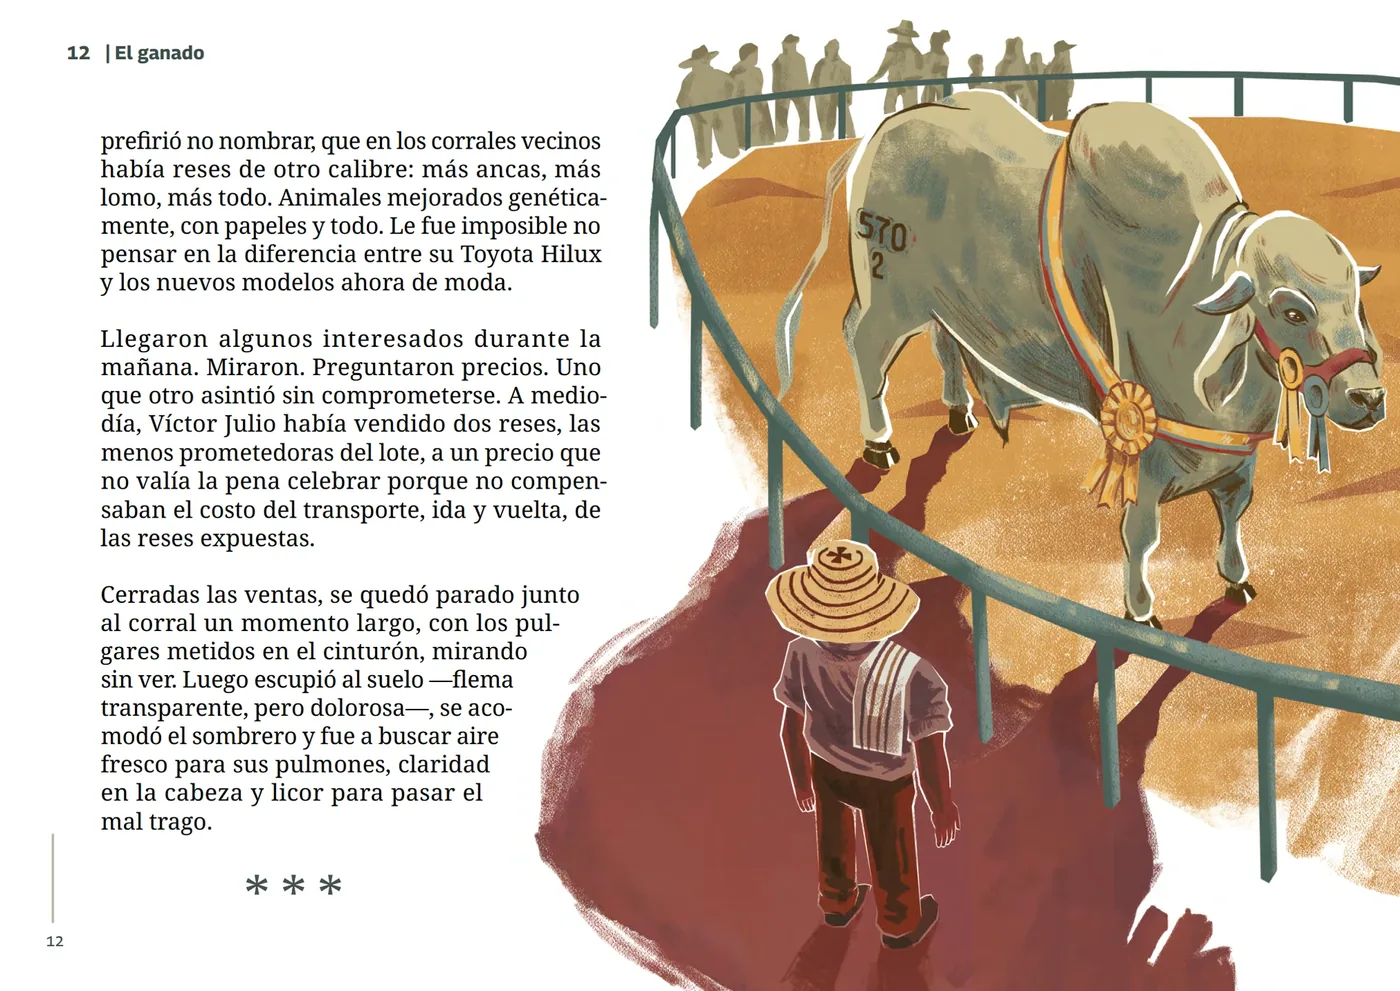 12 | El ganado
prefirió no nombrar, que en los corrales vecinos
había reses de otro calibre: más ancas, más
lomo, más todo. Animales mejorados genética-
mente, con papeles y todo. Le fue imposible no
pensar en la diferencia entre su Toyota Hilux
y los nuevos modelos ahora de moda.
Llegaron algunos interesados durante la
mañana. Miraron. Preguntaron precios. Uno
que otro asintió sin comprometerse. A medio-
día, Víctor Julio había vendido dos reses, las
menos prometedoras del lote, a un precio que
no valía la pena celebrar porque no compen-
saban el costo del transporte, ida y vuelta, de
las reses expuestas.
Cerradas las ventas, se quedó parado junto
al corral un momento largo, con los pul-
gares metidos en el cinturón, mirando
sin ver. Luego escupió al suelo —flema
transparente, pero dolorosa—, se aco-
modó el sombrero y fue a buscar aire
fresco para sus pulmones, claridad
en la cabeza y licor para pasar el
mal trago.
* * *
12
570
2